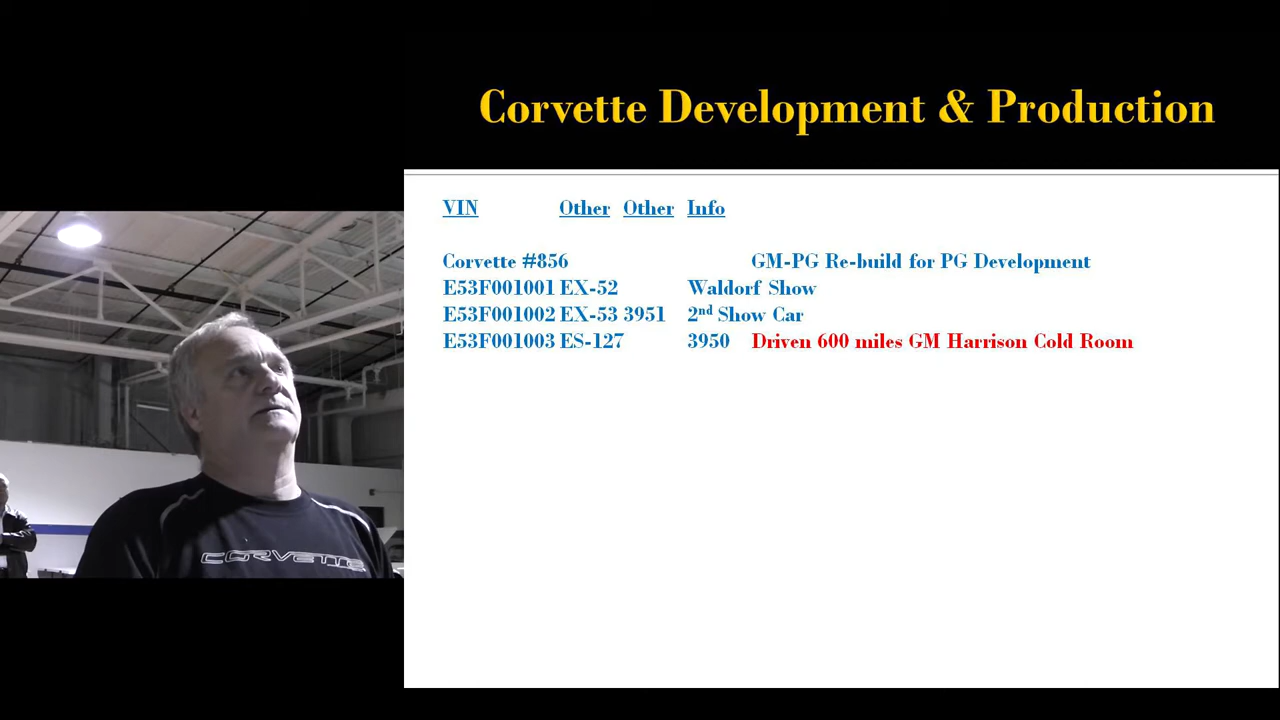 Corvette Development & Production
VIN Other Other Info
Corvette #856 GM-PG Re-build for PG Development
E53F001001 EX-52 Waldorf Show
E53F001002 EX-53 3951 2nd Show Car
E53F001003 ES-127 3950 Driven 600 miles GM Harrison Cold Room
CORVETTE